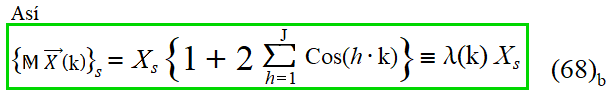 Así
{𝕄 X⃗(k)}ₛ = Xₛ {1 + 2 ∑_{h=1}^{J} Cos(h·k)} ≡ λ(k) Xₛ (68)_b